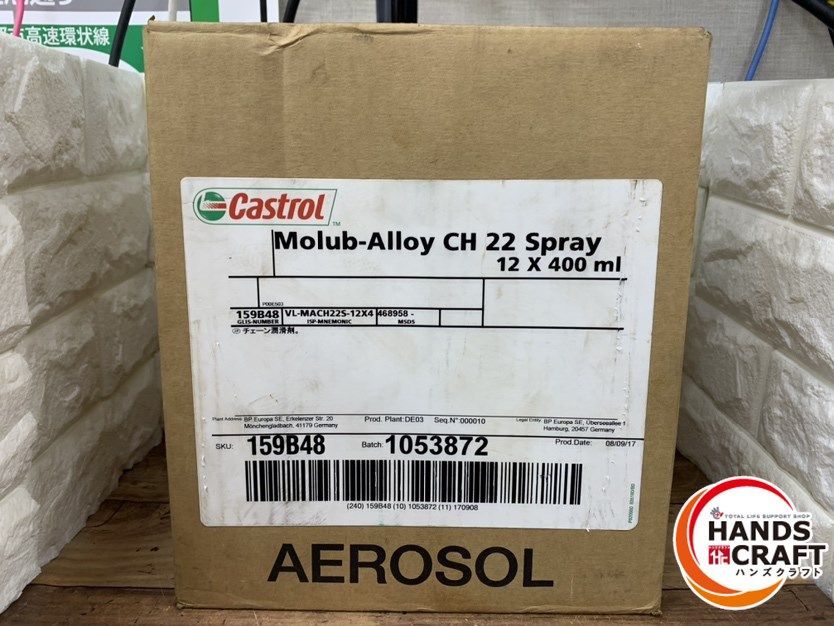 高速環状線
Castrol
TM
Molub-Alloy CH 22 Spray
12 X 400 ml
P00E503
159B48 VL-MACH22S-12X4 468958 -
GLIS-NUMBER ISP-MNEMONIC MSDS
チェーン潤滑剤。
Plant Address BP Europa SE, Erkelenzer Str. 20 Prod. Plant:DE03 Seq.N°:000010 Legal Entity BP Europa SE, Überseeallee 1
Mönchengladbach, 41179 Germany Hamburg, 20457 Germany
SKU: 159B48 Batch: 1053872 Prod.Date: 08/09/17
(240) 159B48 (10) 1053872 (11) 170908
AEROSOL
TOTAL LIFE SUPPORT SHOP
HANDS
CRAFT
ハンズクラフト